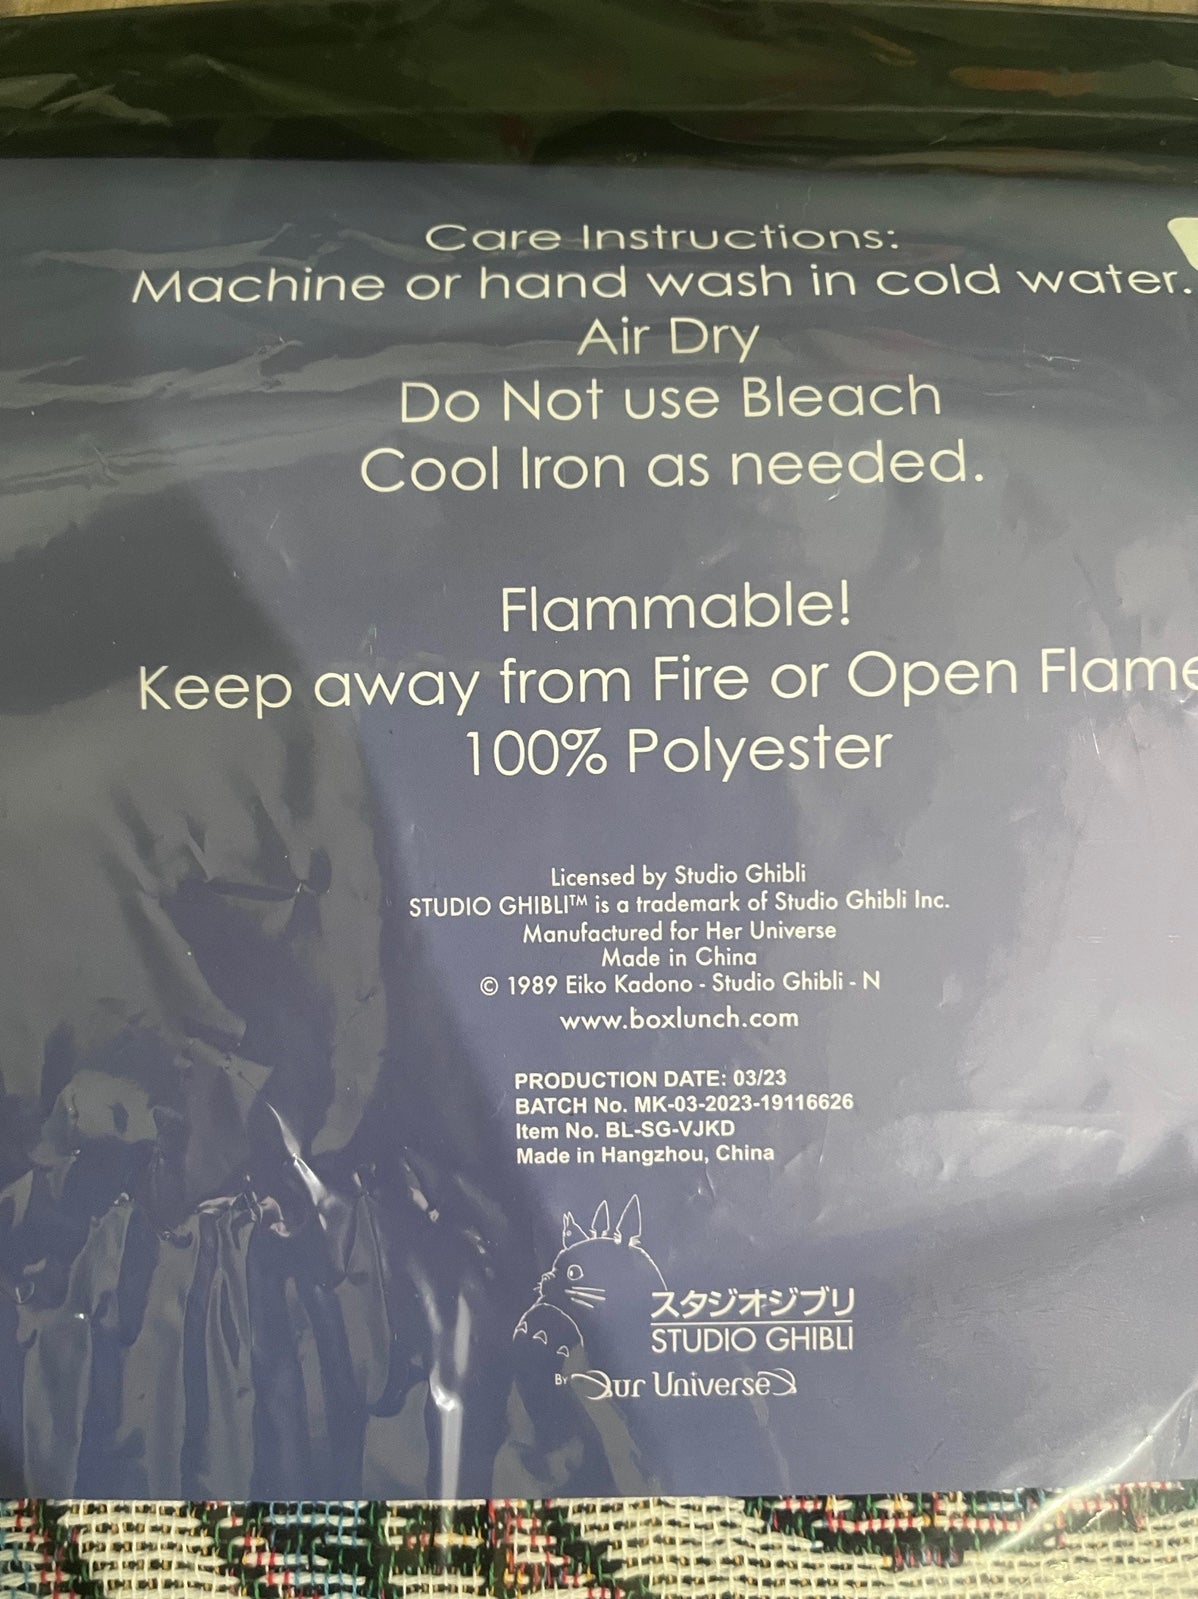 Care Instructions:
Machine or hand wash in cold water.
Air Dry
Do Not use Bleach
Cool Iron as needed.
Flammable!
Keep away from Fire or Open Flame
100% Polyester
Licensed by Studio Ghibli
STUDIO GHIBLI™ is a trademark of Studio Ghibli Inc.
Manufactured for Her Universe
Made in China
© 1989 Eiko Kadono - Studio Ghibli - N
www.boxlunch.com
PRODUCTION DATE: 03/23
BATCH No. MK-03-2023-19116626
Item No. BL-SG-VJKD
Made in Hangzhou, China
スタジオジブリ
STUDIO GHIBLI
BY Our Universe